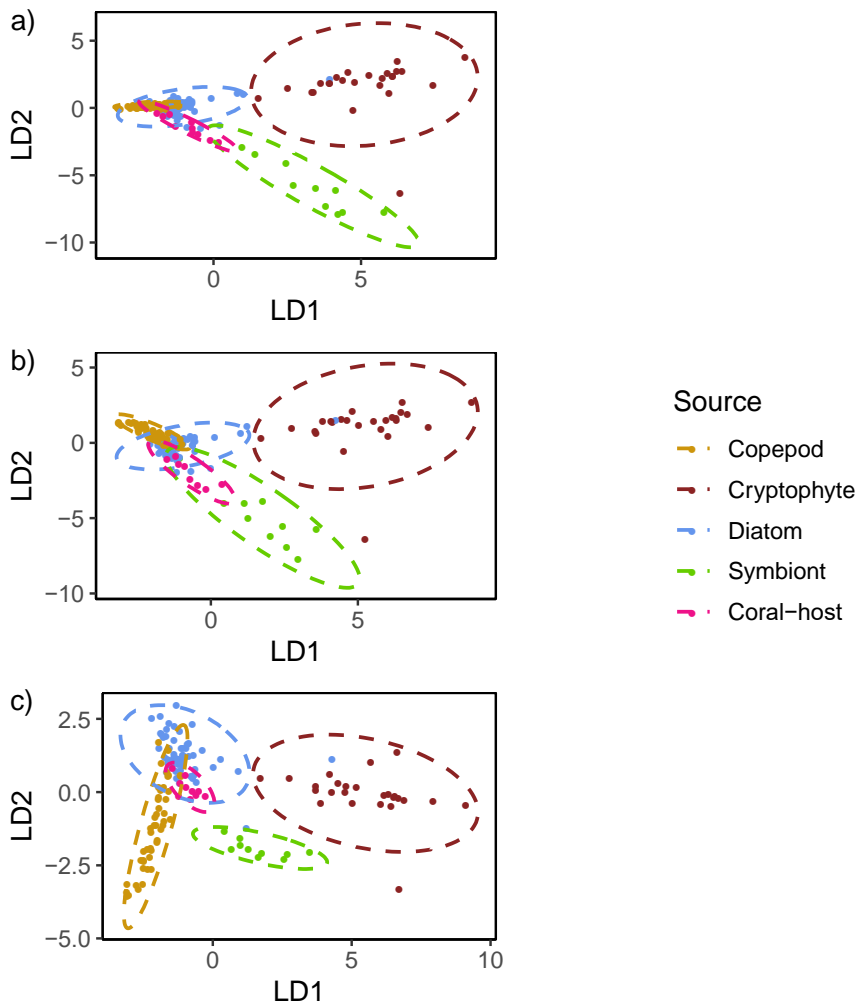 a)
5
0
−5
−10
LD2
0 5
LD1
b)
5
0
−5
−10
LD2
0 5
LD1
Source
Copepod
Cryptophyte
Diatom
Symbiont
Coral−host
c)
2.5
0.0
−2.5
−5.0
LD2
0 5 10
LD1